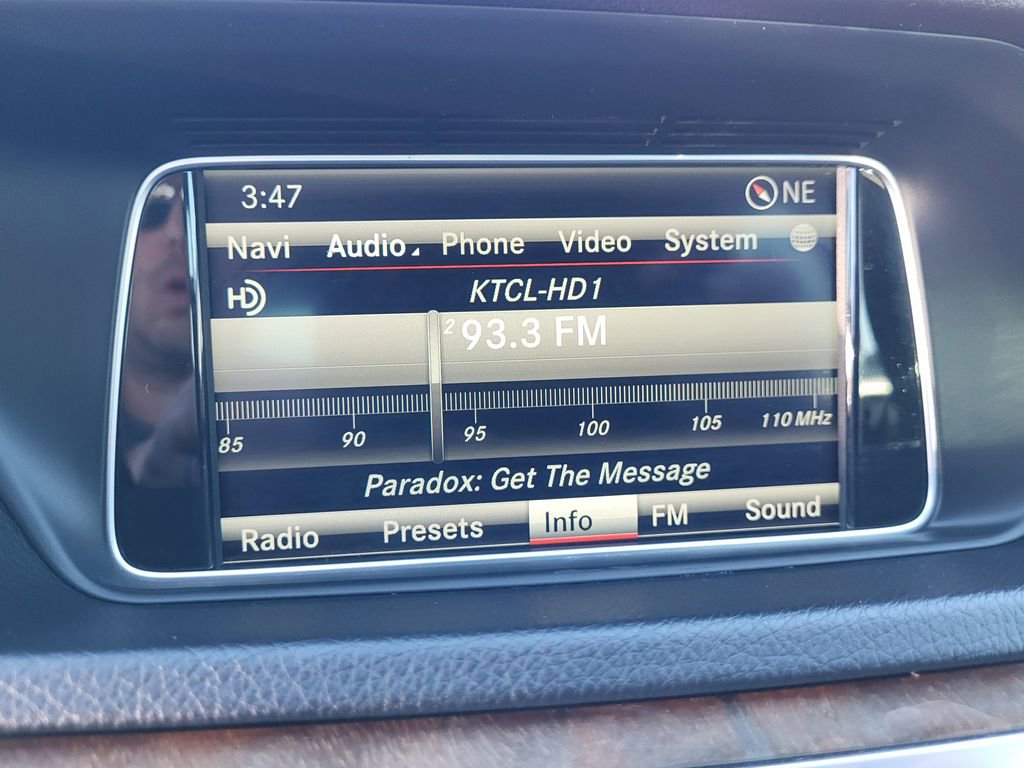 3:47 NE
Navi Audio Phone Video System
HD KTCL-HD1
2 93.3 FM
85 90 95 100 105 110 MHz
Paradox: Get The Message
Radio Presets Info FM Sound